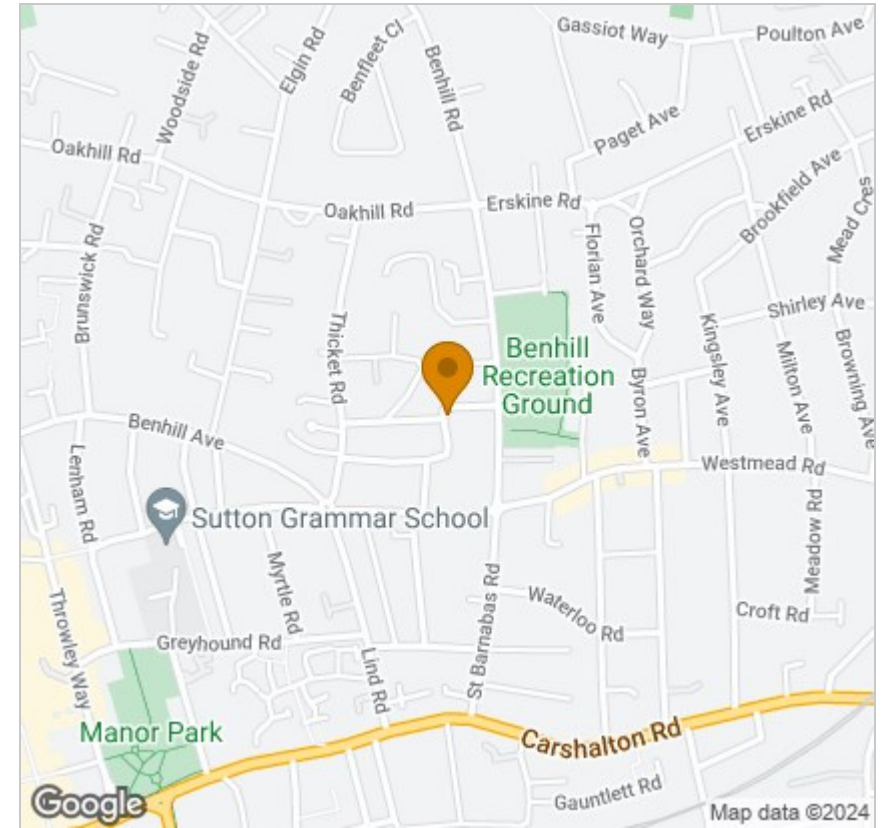 Gassiot Way
Poulton Ave
Woodside Rd
Elgin Rd
Benfleet Cl
Benhill Rd
Paget Ave
Erskine Rd
Oakhill Rd
Brookfield Ave
Mead Cres
Oakhill Rd
Erskine Rd
Florian Ave
Orchard Way
Brunswick Rd
Thicket Rd
Shirley Ave
Benhill
Recreation
Ground
Kingsley Ave
Milton Ave
Browning Ave
Byron Ave
Benhill Ave
Lenham Rd
Westmead Rd
Sutton Grammar School
Meadow Rd
Myrtle Rd
Throwley Way
St Barnabas Rd
Waterloo Rd
Croft Rd
Greyhound Rd
Lind Rd
Manor Park
Carshalton Rd
Gauntlett Rd
Google
Map data ©2024